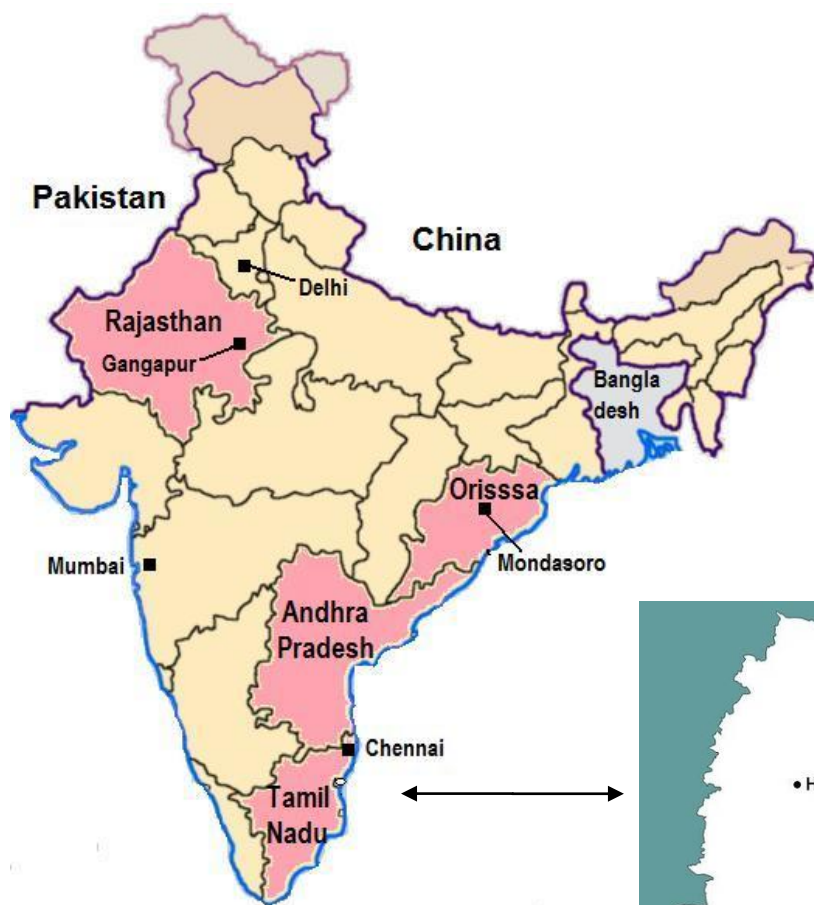 Pakistan
China
Delhi
Rajasthan
Gangapur
Bangla
desh
Orisssa
Mumbai
Mondasoro
Andhra
Pradesh
Chennai
H
Tamil
Nadu